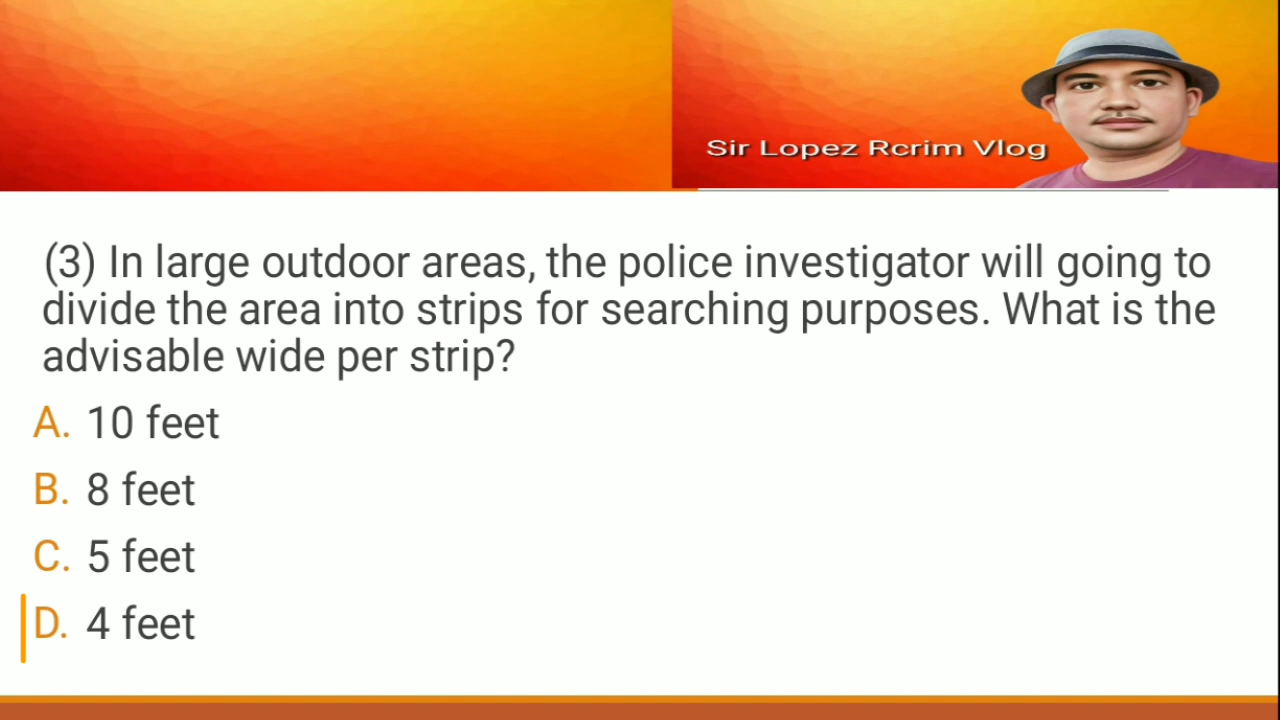 Sir Lopez Rcrim Vlog
(3) In large outdoor areas, the police investigator will going to
divide the area into strips for searching purposes. What is the
advisable wide per strip?
A. 10 feet
B. 8 feet
C. 5 feet
D. 4 feet